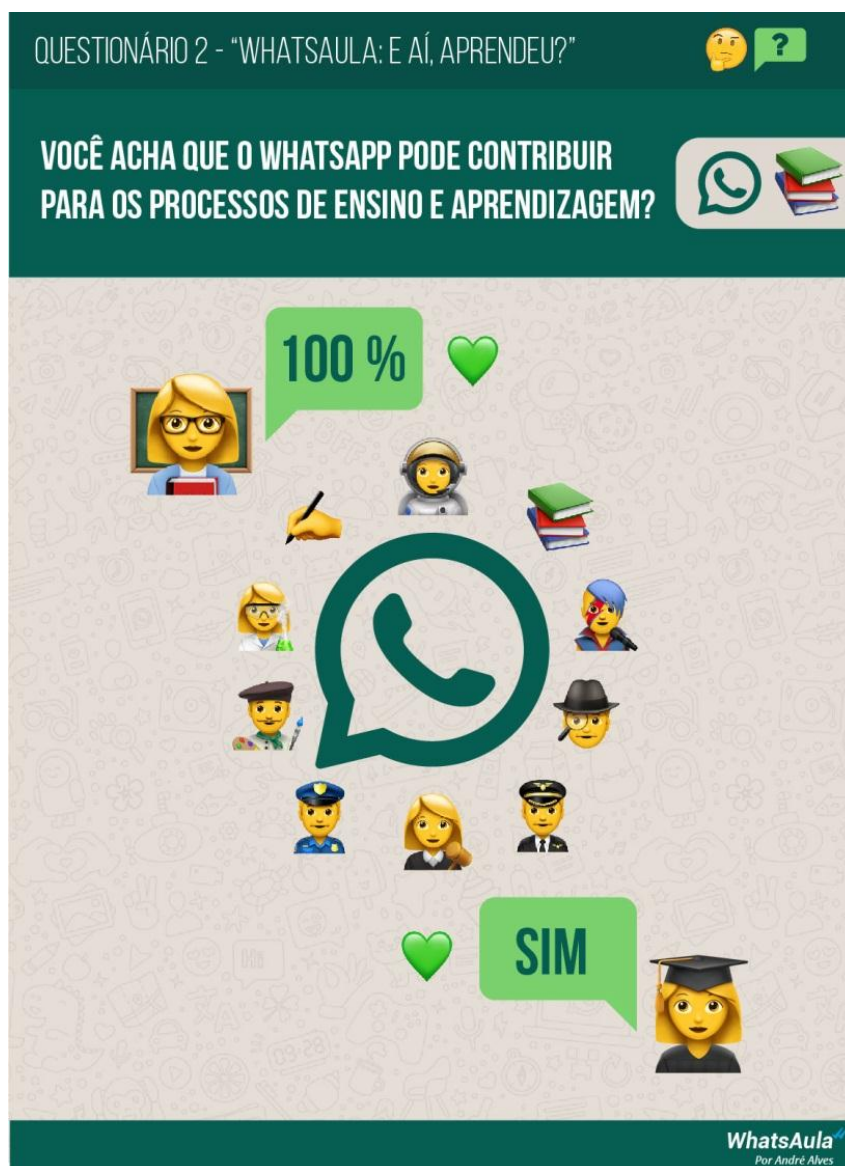 QUESTIONÁRIO 2 - “WHATSAULA: E AÍ, APRENDEU?”
?
VOCÊ ACHA QUE O WHATSAPP PODE CONTRIBUIR
PARA OS PROCESSOS DE ENSINO E APRENDIZAGEM?
100 %
SIM
WhatsAula
Por André Alves